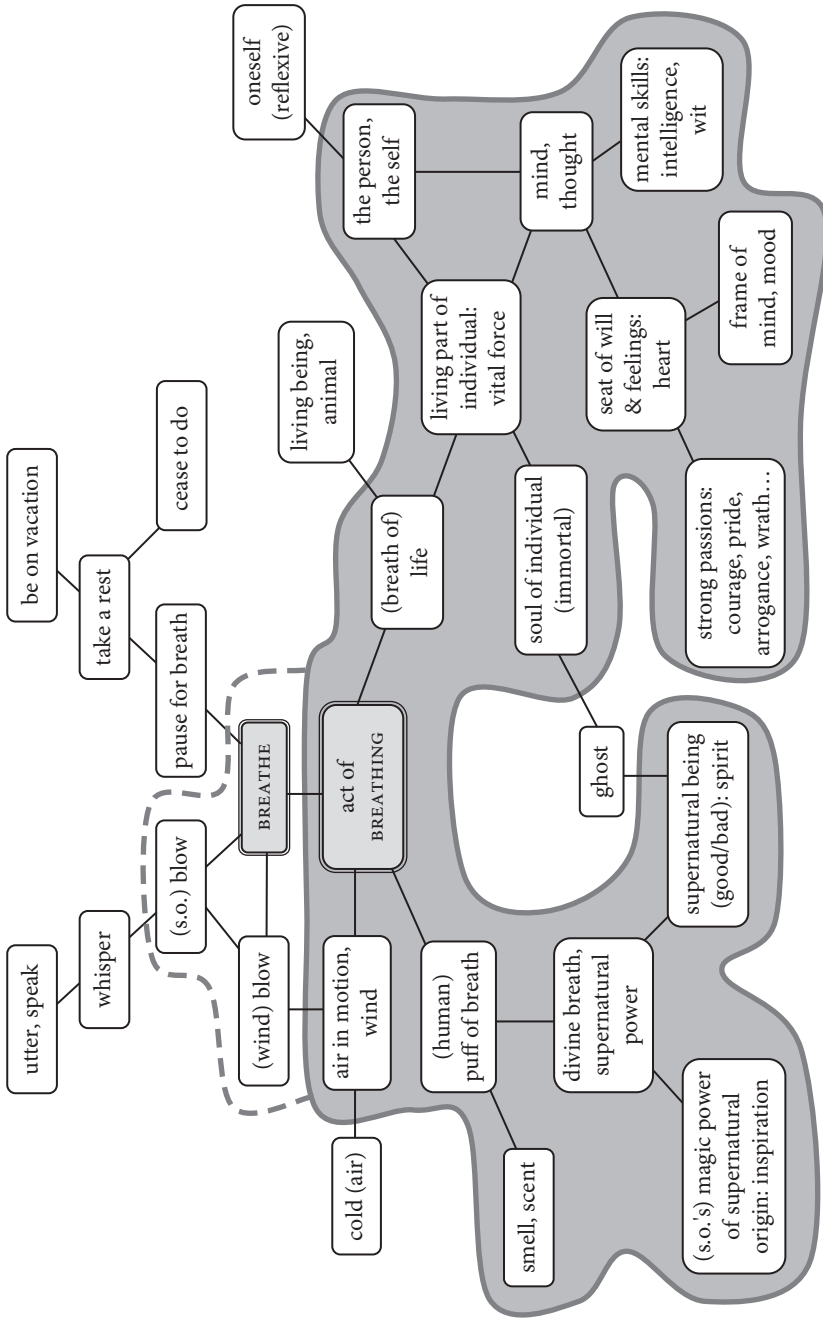 utter, speak
be on vacation
whisper
take a rest
(s.o.) blow
pause for breath
cease to do
(wind) blow
BREATHE
oneself
(reflexive)
living being,
animal
cold (air)
air in motion,
wind
act of
BREATHING
the person,
the self
(breath of)
life
(human)
puff of breath
living part of
individual:
vital force
smell, scent
soul of individual
(immortal)
mind,
thought
divine breath,
supernatural
power
ghost
seat of will
& feelings:
heart
mental skills:
intelligence,
wit
(s.o.'s) magic power
of supernatural
origin: inspiration
supernatural being
(good/bad): spirit
strong passions:
courage, pride,
arrogance, wrath…
frame of
mind, mood